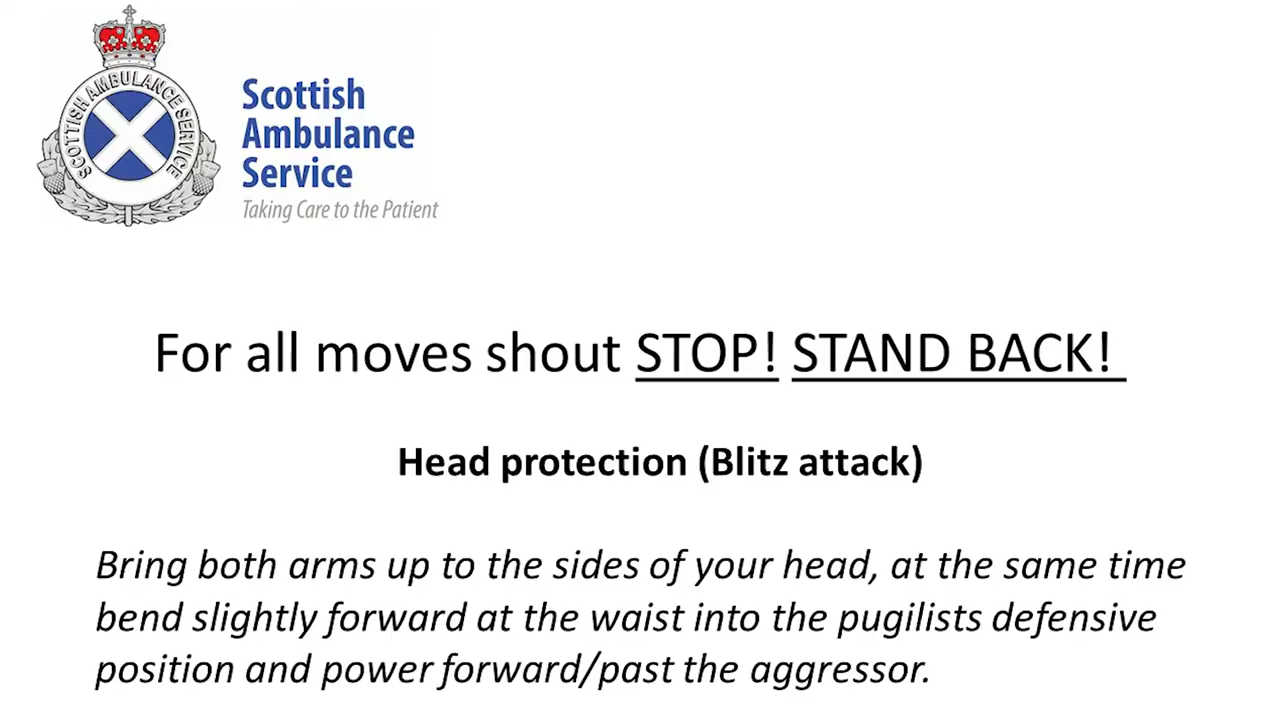 SCOTTISH AMBULANCE SERVICE
Scottish
Ambulance
Service
Taking Care to the Patient
For all moves shout STOP! STAND BACK!
Head protection (Blitz attack)
Bring both arms up to the sides of your head, at the same time
bend slightly forward at the waist into the pugilists defensive
position and power forward/past the aggressor.